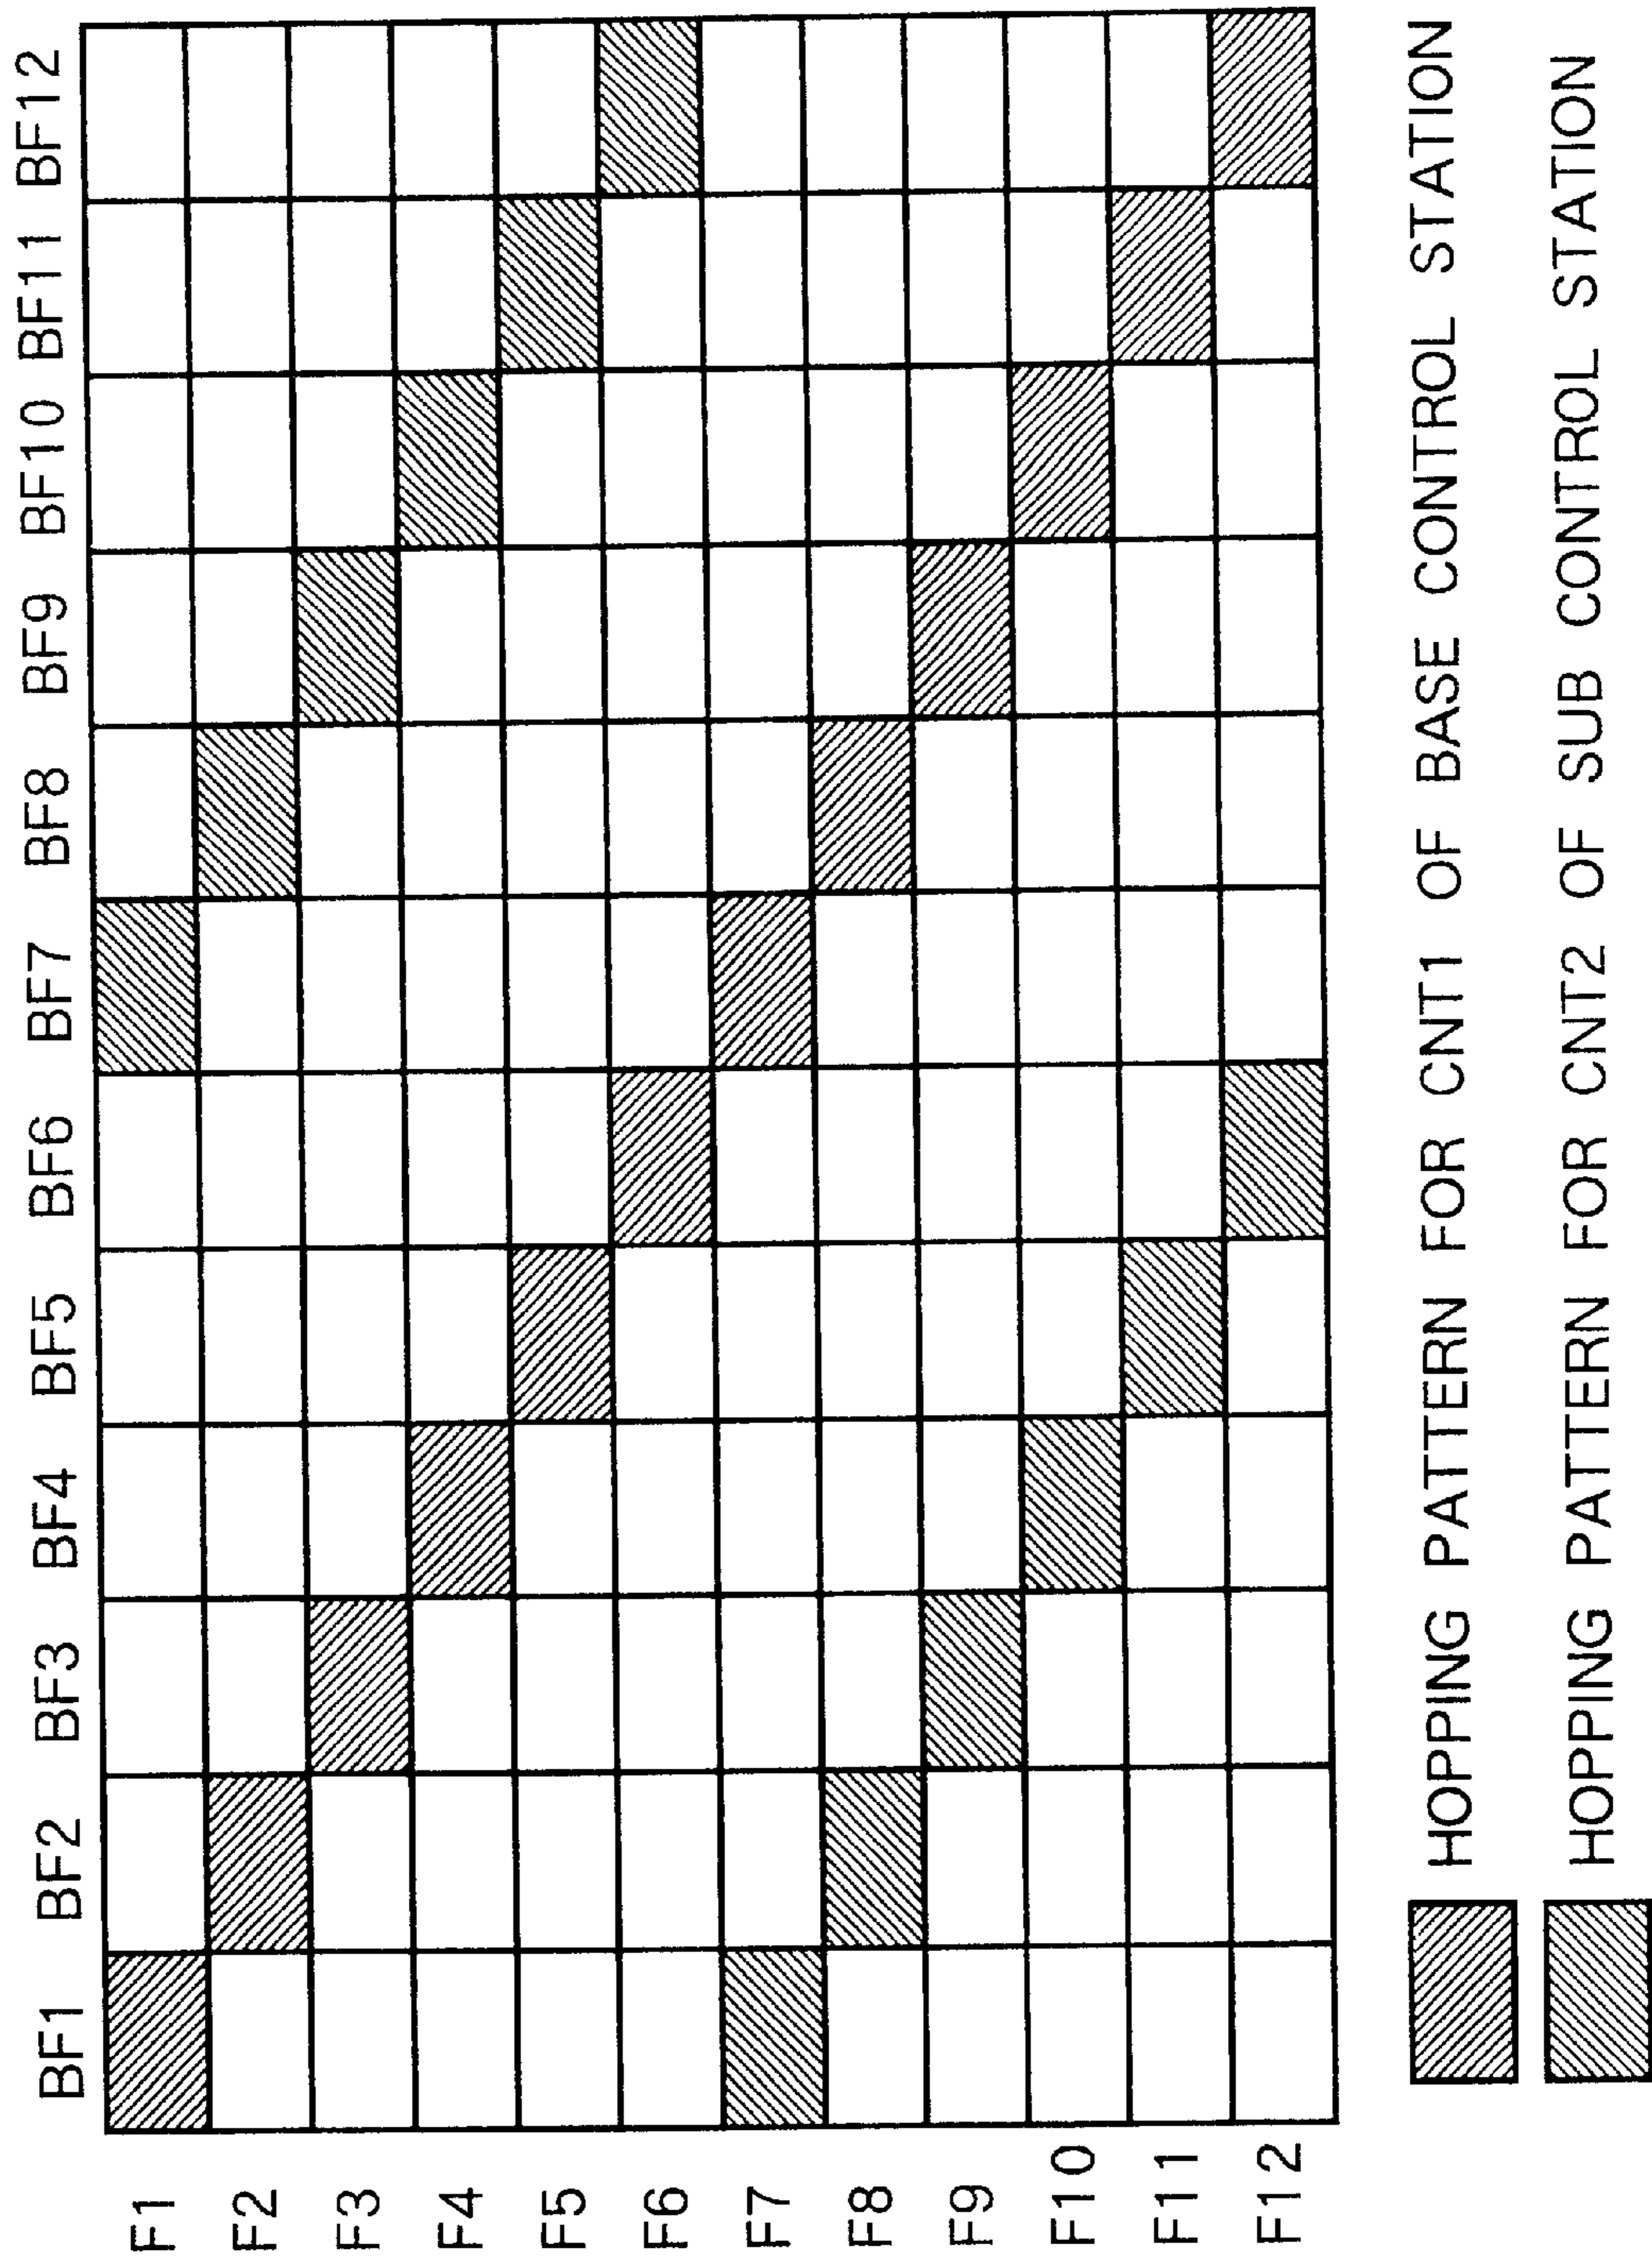 BF1 BF2 BF3 BF4 BF5 BF6 BF7 BF8 BF9 BF10 BF11 BF12
F1
F2
F3
F4
F5
F6
F7
F8
F9
F10
F11
F12
HOPPING PATTERN FOR CNT1 OF BASE CONTROL STATION
HOPPING PATTERN FOR CNT2 OF SUB CONTROL STATION